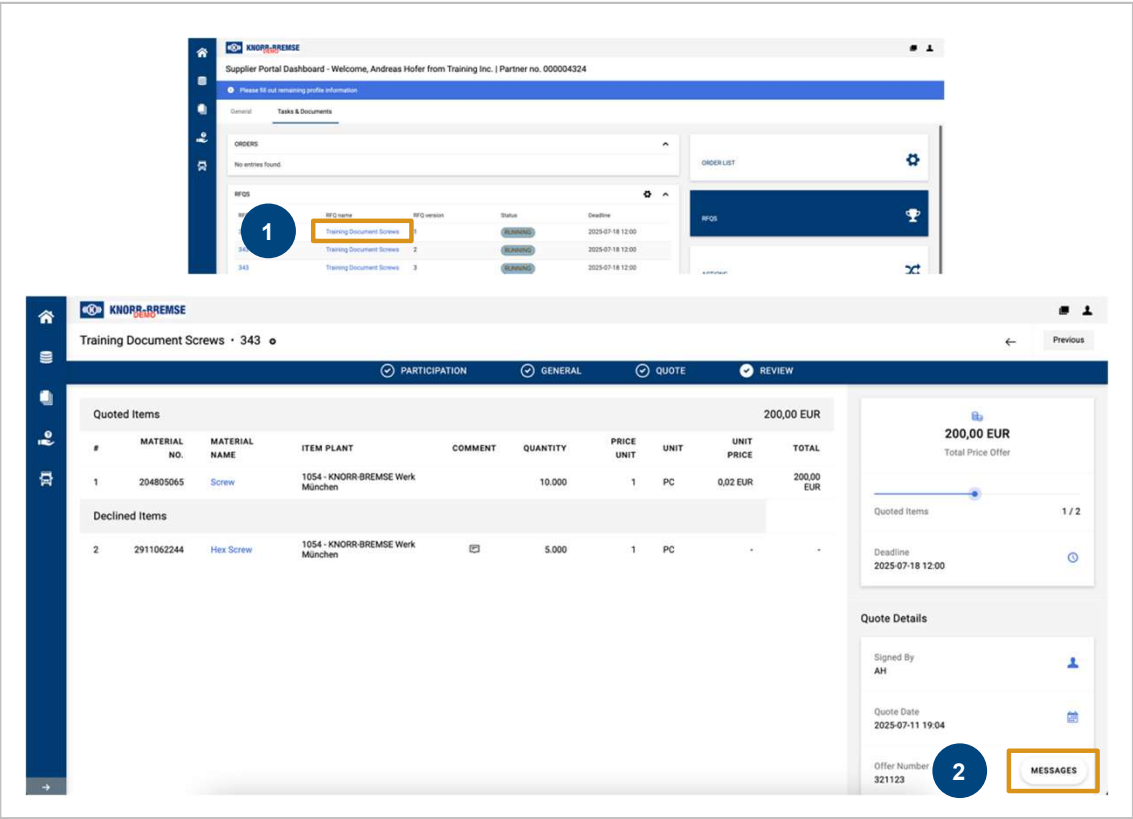 KNORR-BREMSE
DEMO
Supplier Portal Dashboard - Welcome, Andreas Hofer from Training Inc. | Partner no. 000004324
Please fill out remaining profile information
General Tasks & Documents
ORDERS
No entries found.
ORDER LIST
RFQS
RFQ name RFQ version Status Deadline
RFQS
1
Training Document Screws 1 RUNNING 2025-07-18 12:00
Training Document Screws 2 RUNNING 2025-07-18 12:00
343 Training Document Screws 3 RUNNING 2025-07-18 12:00
KNORR-BREMSE
DEMO
Training Document Screws • 343
Previous
PARTICIPATION GENERAL QUOTE REVIEW
Quoted Items 200,00 EUR
# MATERIAL NO. MATERIAL NAME ITEM PLANT COMMENT QUANTITY PRICE UNIT UNIT UNIT PRICE TOTAL
1 204805065 Screw 1054 - KNORR-BREMSE Werk München 10.000 1 PC 0,02 EUR 200,00 EUR
Declined Items
2 2911062244 Hex Screw 1054 - KNORR-BREMSE Werk München 5.000 1 PC - -
200,00 EUR
Total Price Offer
Quoted Items 1 / 2
Deadline
2025-07-18 12:00
Quote Details
Signed By
AH
Quote Date
2025-07-11 19:04
Offer Number
321123
2
MESSAGES